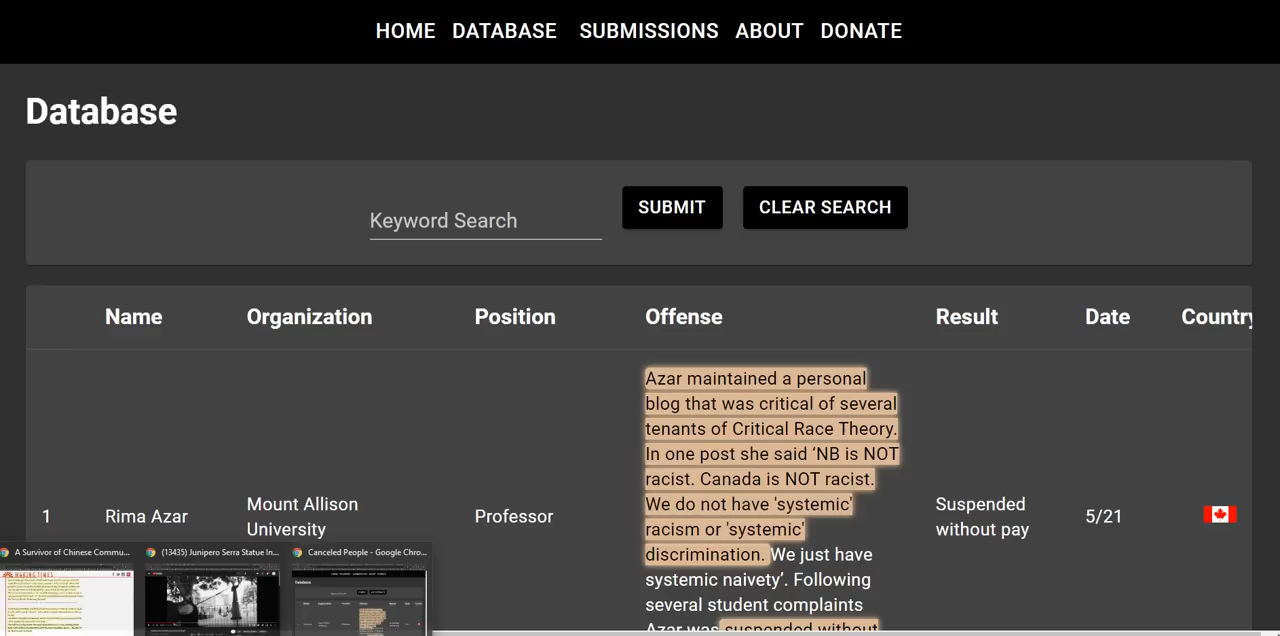 HOME DATABASE SUBMISSIONS ABOUT DONATE
Database
Keyword Search
SUBMIT
CLEAR SEARCH
Name Organization Position Offense Result Date Country
1
Rima Azar
Mount Allison
University
Professor
Azar maintained a personal
blog that was critical of several
tenants of Critical Race Theory.
In one post she said ‘NB is NOT
racist. Canada is NOT racist.
We do not have 'systemic'
racism or 'systemic'
discrimination. We just have
systemic naivety’. Following
several student complaints
Azar was suspended without
Suspended
without pay
5/21
A Survivor of Chinese Commu...
(13435) Junipero Serra Statue In...
Canceled People - Google Chro...